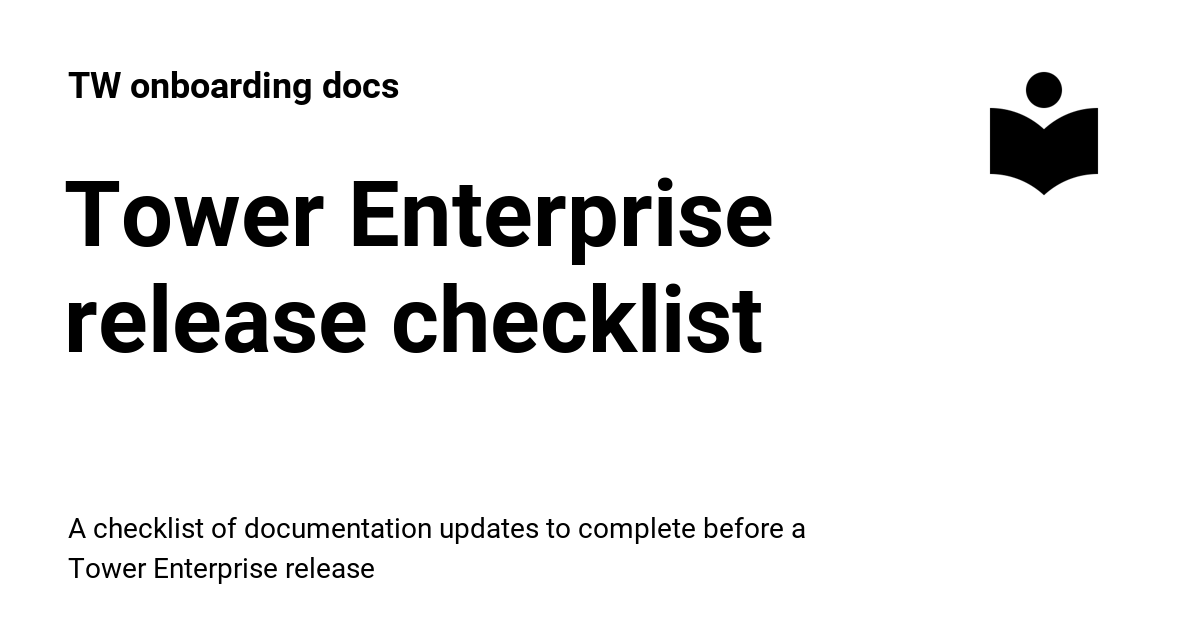 TW onboarding docs
Tower Enterprise
release checklist
A checklist of documentation updates to complete before a
Tower Enterprise release